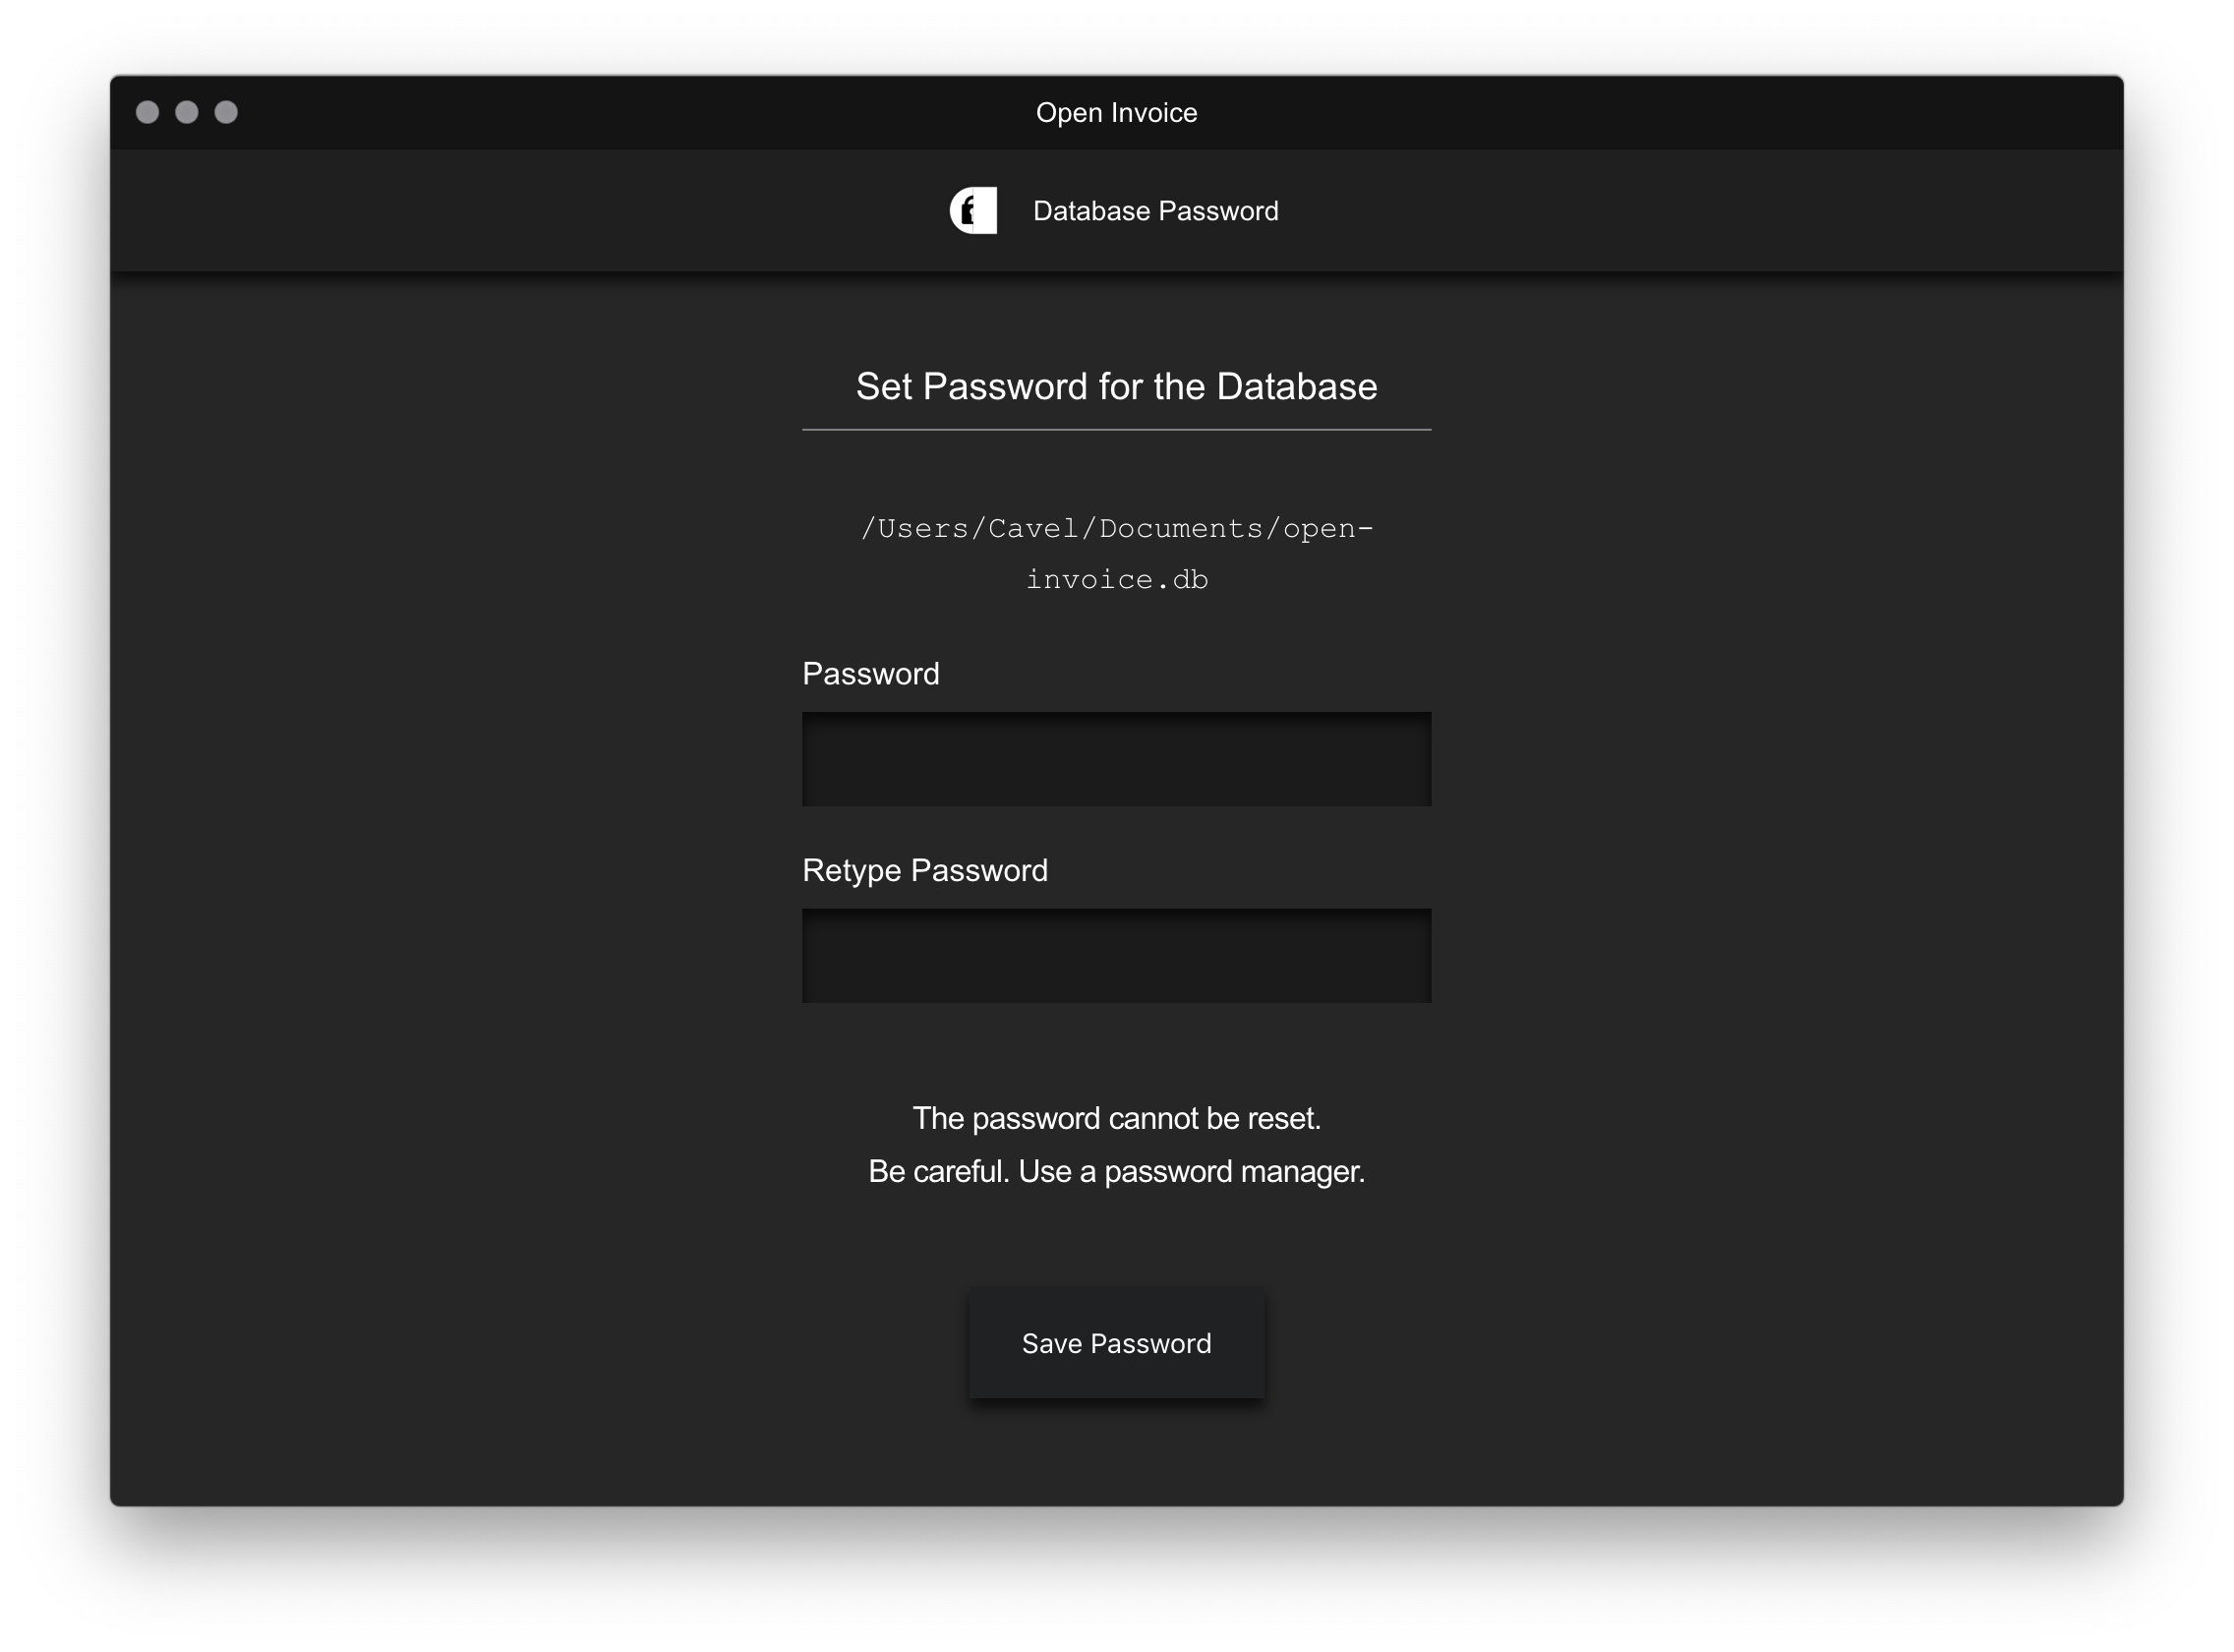 Open Invoice
Database Password
Set Password for the Database
/Users/Cavel/Documents/open-
invoice.db
Password
Retype Password
The password cannot be reset.
Be careful. Use a password manager.
Save Password